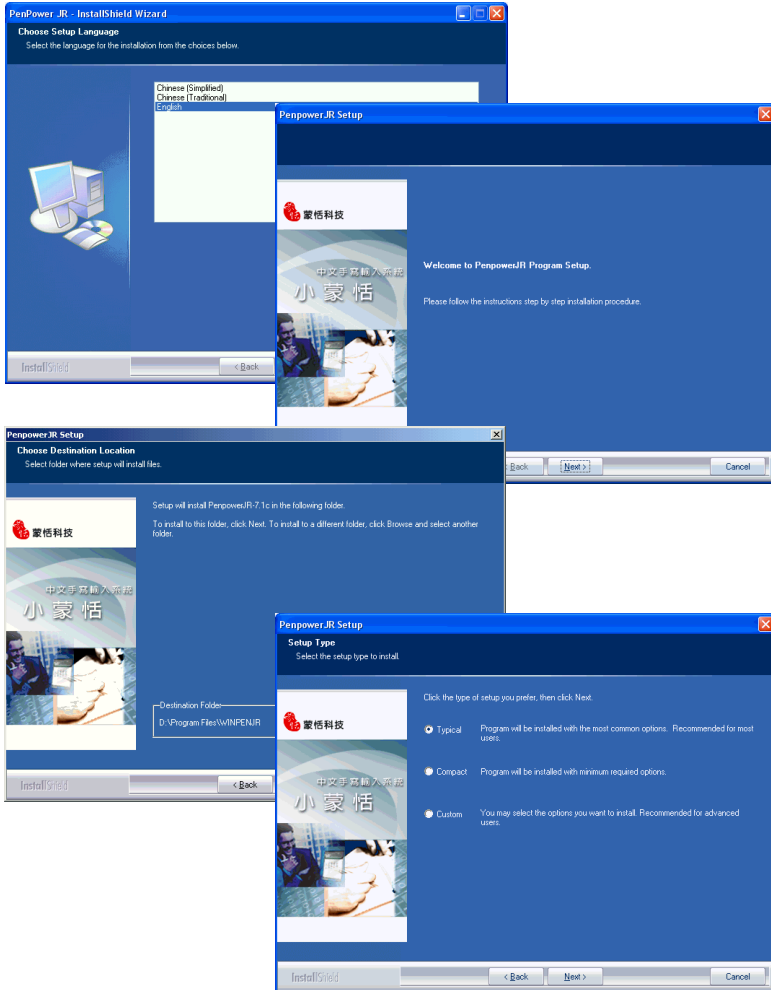 PenPower JR - InstallShield Wizard
Choose Setup Language
Select the language for the installation from the choices below.
Chinese (Simplified)
Chinese (Traditional)
English
InstallShield
< Back
PenpowerJR Setup
蒙恬科技
中文手寫輸入系統
小蒙恬
Welcome to PenpowerJR Program Setup.
Please follow the instructions step by step installation procedure.
Back
Next >
Cancel
PenpowerJR Setup
Choose Destination Location
Select folder where setup will install files.
蒙恬科技
中文手寫輸入系統
小蒙恬
Setup will install PenpowerJR-7.1c in the following folder.
To install to this folder, click Next. To install to a different folder, click Browse and select another
folder.
Destination Folder
D:\Program Files\WINPENJR
InstallShield
< Back
PenpowerJR Setup
Setup Type
Select the setup type to install.
蒙恬科技
中文手寫輸入系統
小蒙恬
Click the type of setup you prefer, then click Next.
Typical
Program will be installed with the most common options. Recommended for most
users.
Compact
Program will be installed with minimum required options.
Custom
You may select the options you want to install. Recommended for advanced
users.
InstallShield
< Back
Next >
Cancel